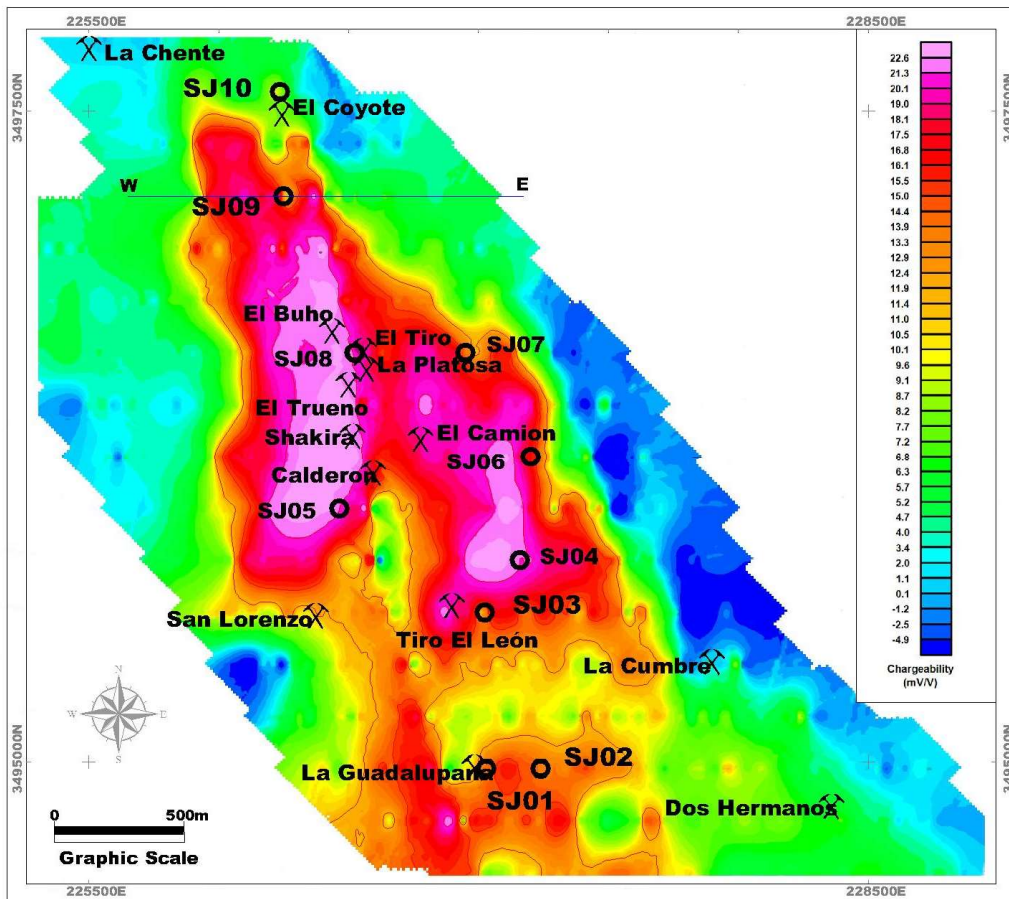 225500E
228500E
La Chente
SJ10
El Coyote
3497500N
3497500N
W
E
SJ09
El Buho
El Tiro
SJ07
SJ08
La Platosa
El Trueno
Shakira
El Camion
SJ06
Calderon
SJ05
SJ04
SJ03
San Lorenzo
Tiro El León
La Cumbre
22.6
21.3
20.1
19.0
18.1
17.5
16.8
16.1
15.5
15.0
14.4
13.9
13.3
12.9
12.4
11.9
11.4
11.0
10.5
10.1
9.6
9.1
8.7
8.2
7.7
7.2
6.8
6.3
5.7
5.2
4.7
4.0
3.4
2.8
2.0
1.1
0.1
-1.2
-2.5
-4.9
Chargeability
(mV/V)
N
W
E
S
3495000N
3495000N
SJ02
La Guadalupana
SJ01
Dos Hermanos
0
500m
Graphic Scale
225500E
228500E